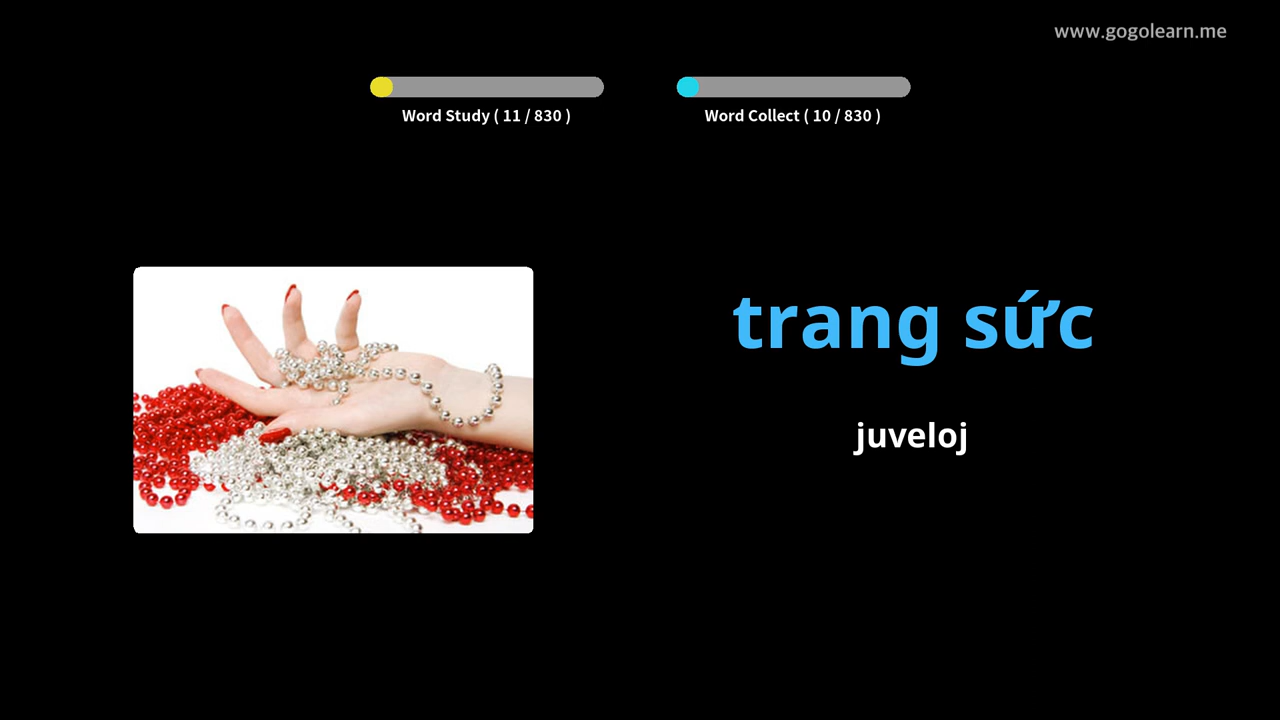 www.gogolearn.me
Word Study ( 11 / 830 )
Word Collect ( 10 / 830 )
trang sức
juveloj